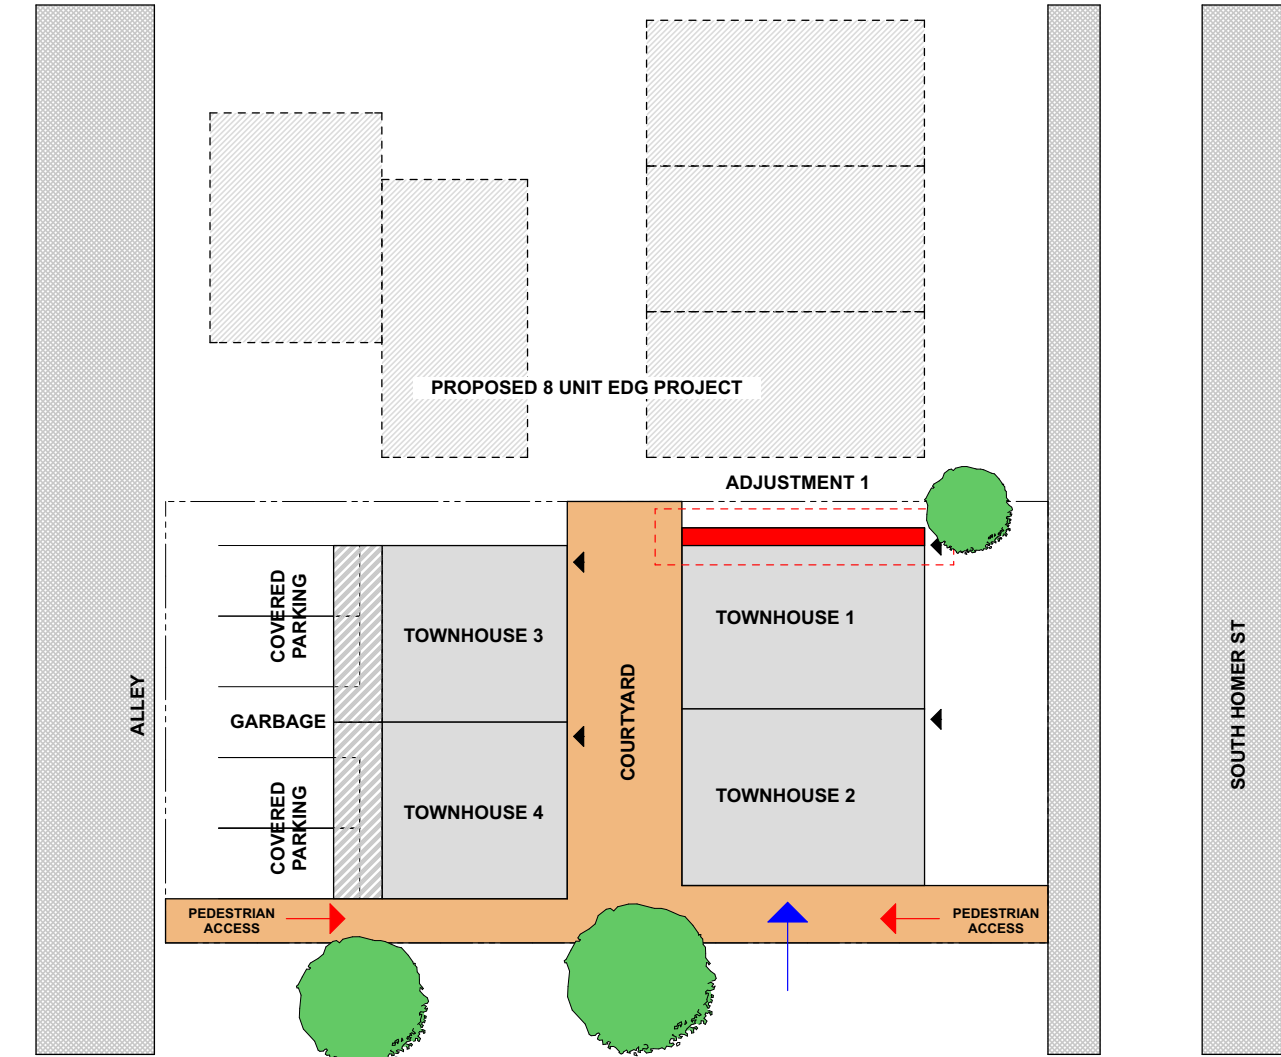 PROPOSED 8 UNIT EDG PROJECT
ADJUSTMENT 1
COVERED
PARKING
TOWNHOUSE 3
TOWNHOUSE 1
ALLEY
GARBAGE
COURTYARD
SOUTH HOMER ST
COVERED
PARKING
TOWNHOUSE 4
TOWNHOUSE 2
PEDESTRIAN
ACCESS
PEDESTRIAN
ACCESS